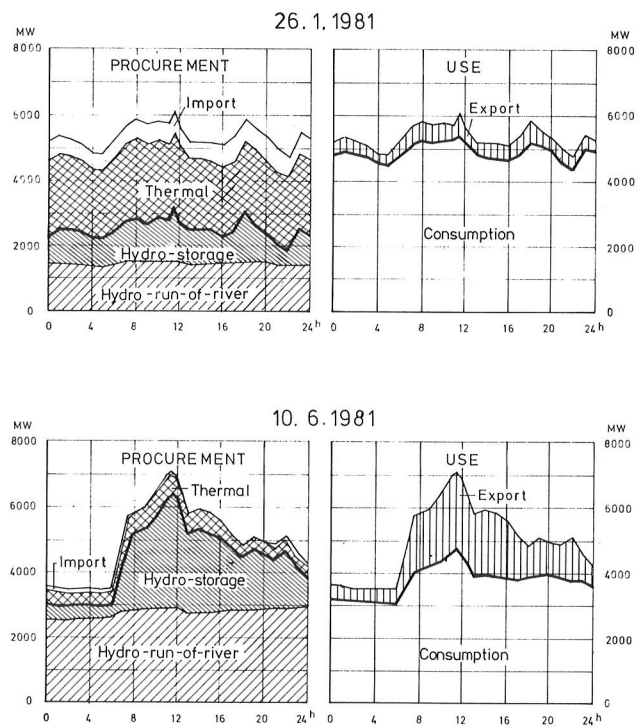 26.1.1981
MW
8000
6000
4000
2000
0
PROCUREMENT
Import
Thermal
Hydro-storage
Hydro-run-of-river
0 4 8 12 16 20 24 h
MW
8000
6000
4000
2000
0
USE
Export
Consumption
0 4 8 12 16 20 24 h
10.6.1981
MW
8000
6000
4000
2000
0
PROCUREMENT
Thermal
Import
Hydro-storage
Hydro-run-of-river
0 4 8 12 16 20 24 h
MW
8000
6000
4000
2000
0
USE
Export
Consumption
0 4 8 12 16 20 24 h